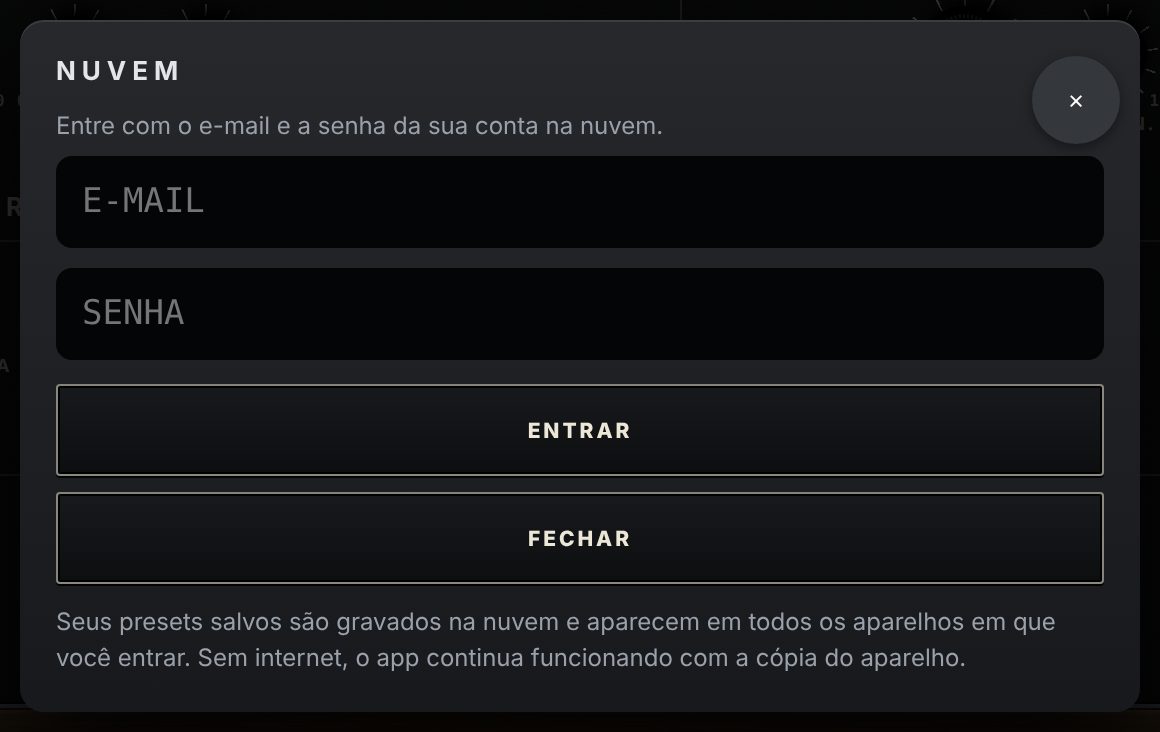 NUVEM
×
Entre com o e-mail e a senha da sua conta na nuvem.
E-MAIL
SENHA
ENTRAR
FECHAR
Seus presets salvos são gravados na nuvem e aparecem em todos os aparelhos em que
você entrar. Sem internet, o app continua funcionando com a cópia do aparelho.